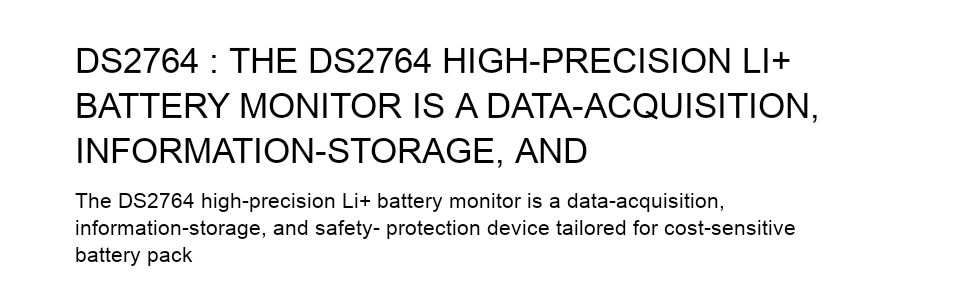 DS2764 : THE DS2764 HIGH-PRECISION LI+
BATTERY MONITOR IS A DATA-ACQUISITION,
INFORMATION-STORAGE, AND
The DS2764 high-precision Li+ battery monitor is a data-acquisition,
information-storage, and safety- protection device tailored for cost-sensitive
battery pack